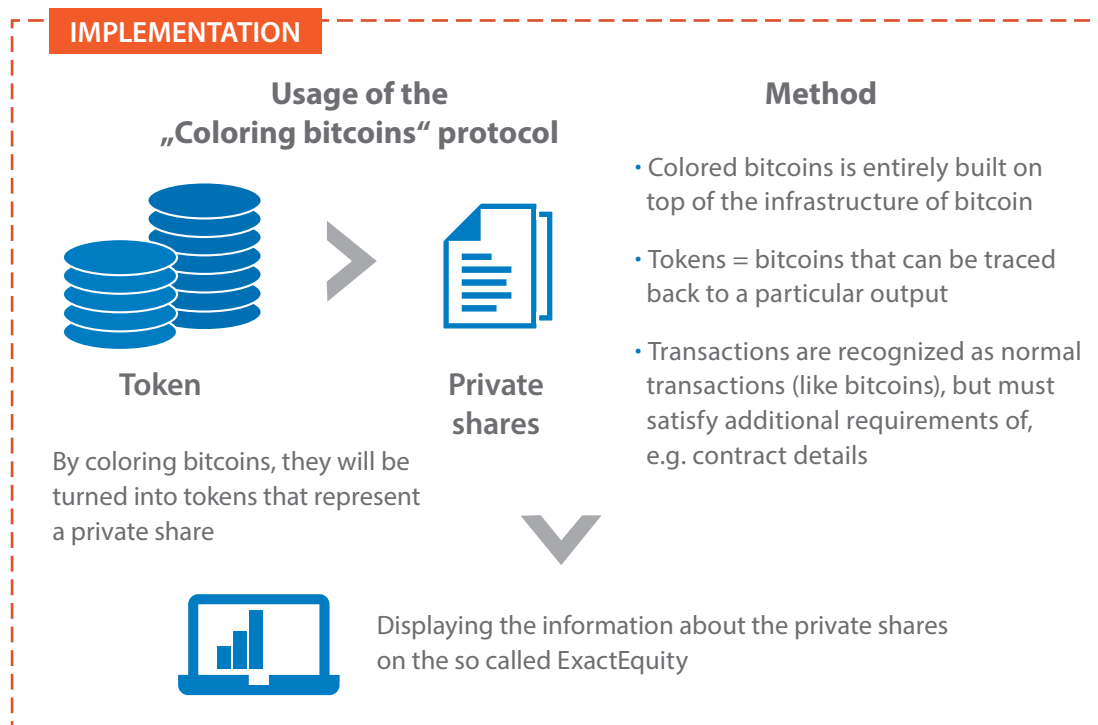 IMPLEMENTATION
Usage of the
„Coloring bitcoins“ protocol
Token
Private
shares
By coloring bitcoins, they will be
turned into tokens that represent
a private share
Method
• Colored bitcoins is entirely built on
top of the infrastructure of bitcoin
• Tokens = bitcoins that can be traced
back to a particular output
• Transactions are recognized as normal
transactions (like bitcoins), but must
satisfy additional requirements of,
e.g. contract details
Displaying the information about the private shares
on the so called ExactEquity